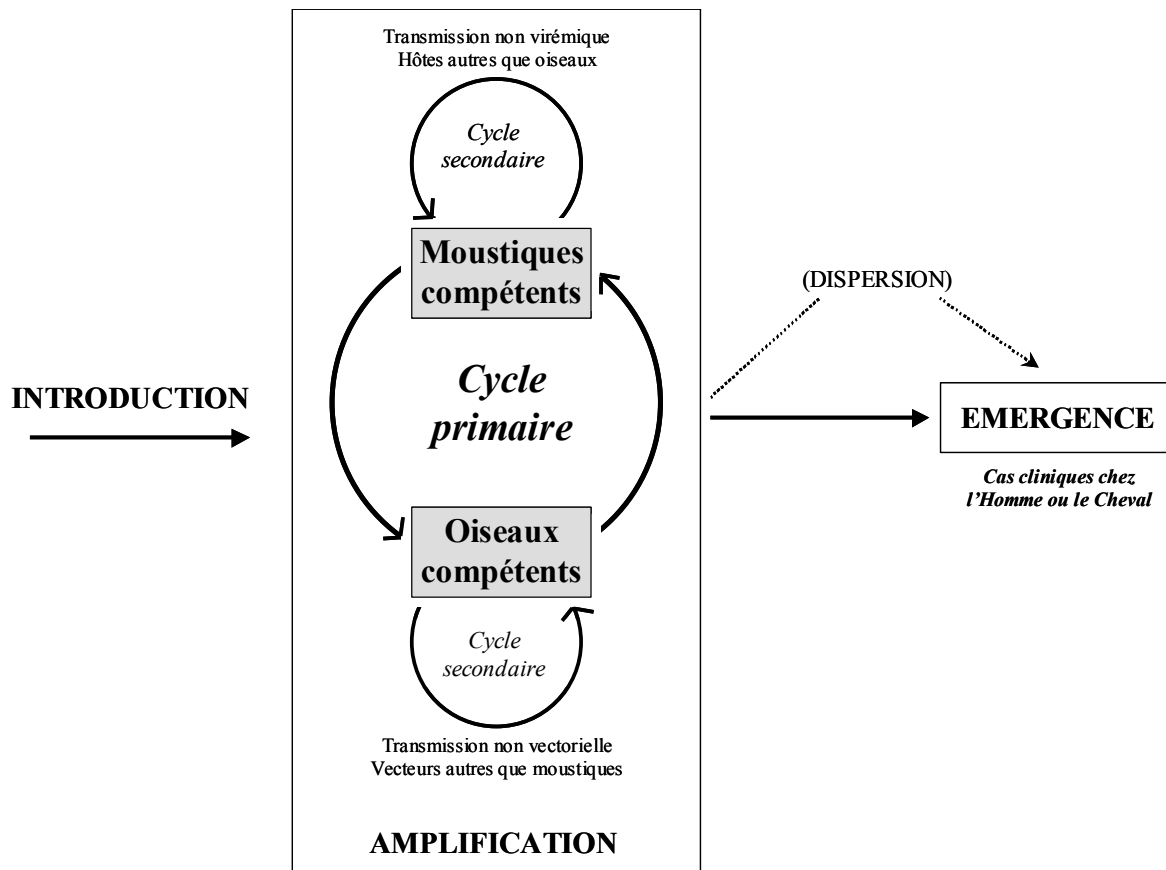 Transmission non virémique
Hôtes autres que oiseaux
Cycle
secondaire
Moustiques
compétents
(DISPERSION)
INTRODUCTION
Cycle
primaire
EMERGENCE
Cas cliniques chez
l'Homme ou le Cheval
Oiseaux
compétents
Cycle
secondaire
Transmission non vectorielle
Vecteurs autres que moustiques
AMPLIFICATION